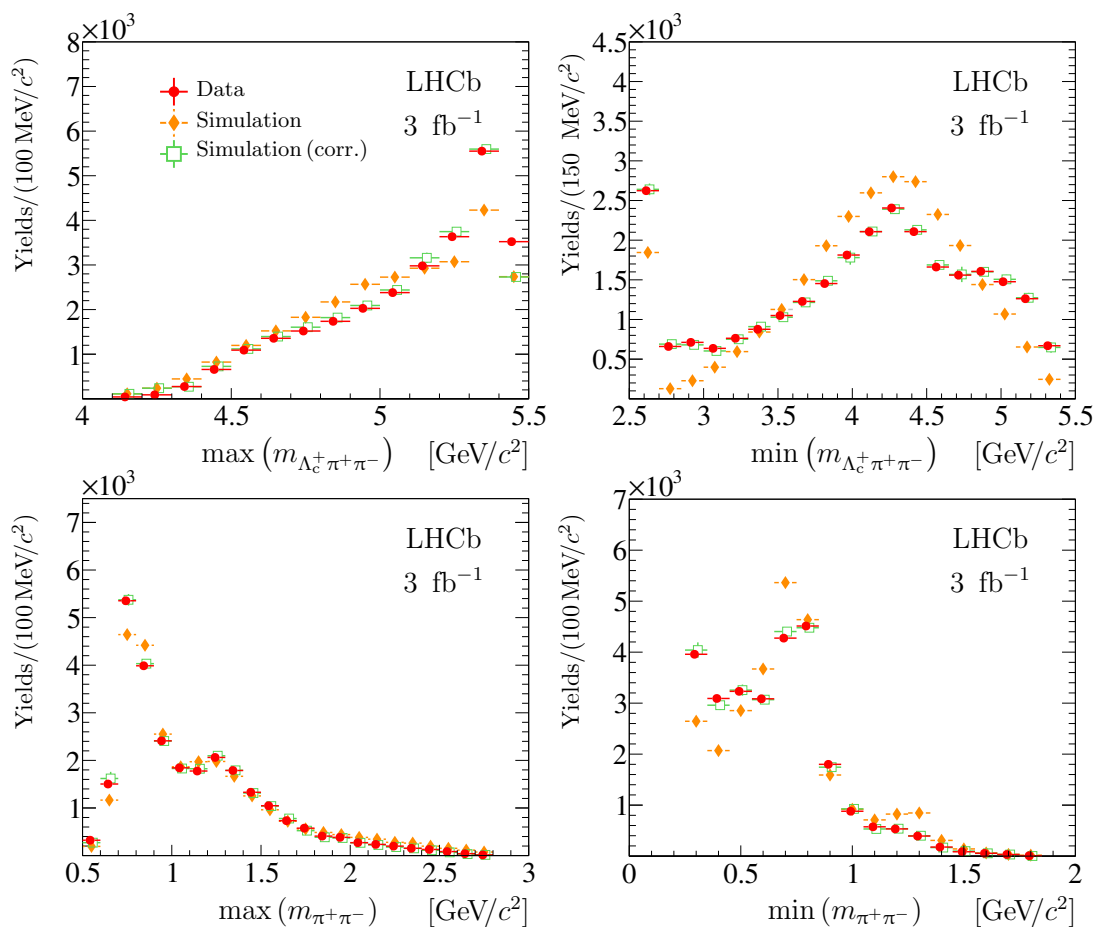 ×10³
Yields/(100 MeV/c²)
8
7
6
5
4
3
2
1
4 4.5 5 5.5
max (m_{Λ_c^+π^+π^−}) [GeV/c²]
LHCb
3 fb⁻¹
Data
Simulation
Simulation (corr.)
×10³
Yields/(150 MeV/c²)
4.5
4
3.5
3
2.5
2
1.5
1
0.5
2.5 3 3.5 4 4.5 5 5.5
min (m_{Λ_c^+π^+π^−}) [GeV/c²]
LHCb
3 fb⁻¹
×10³
Yields/(100 MeV/c²)
7
6
5
4
3
2
1
0.5 1 1.5 2 2.5 3
max (m_{π^+π^−}) [GeV/c²]
LHCb
3 fb⁻¹
×10³
Yields/(100 MeV/c²)
7
6
5
4
3
2
1
0 0.5 1 1.5 2
min (m_{π^+π^−}) [GeV/c²]
LHCb
3 fb⁻¹